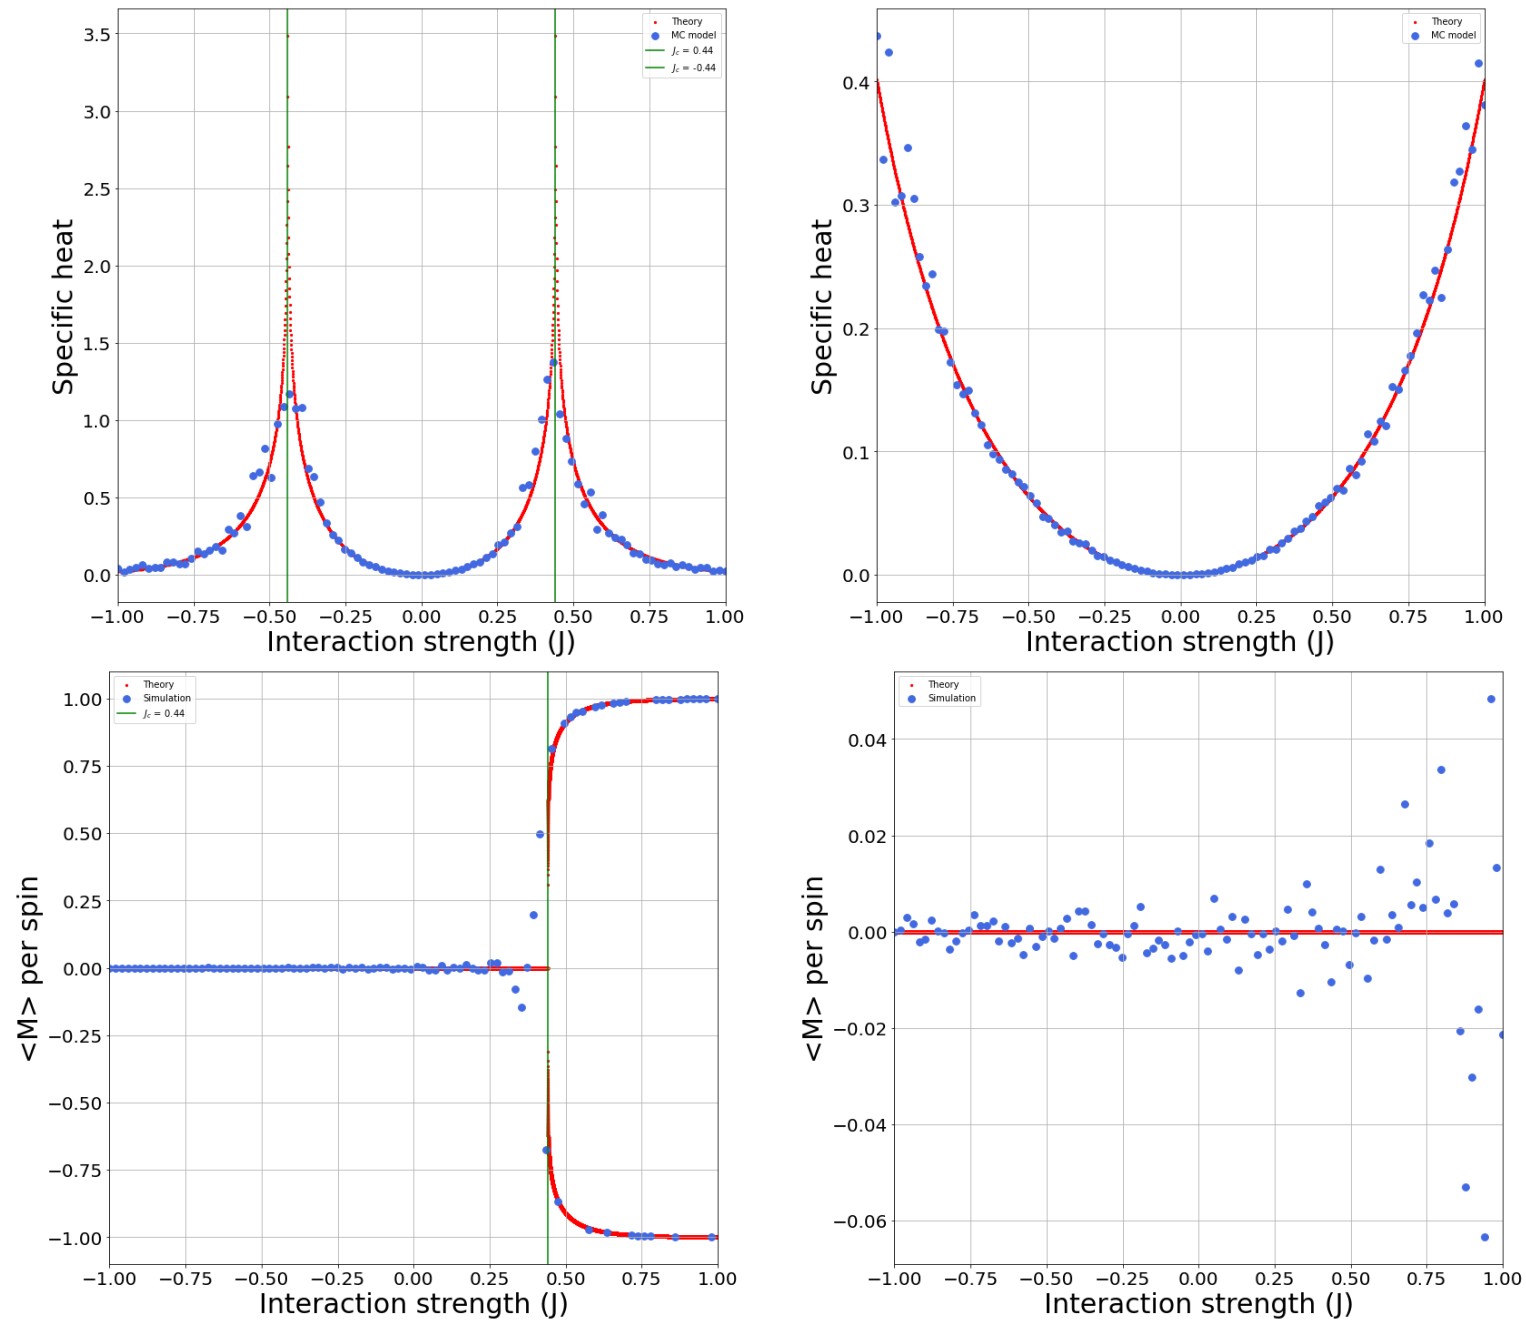 3.5
3.0
2.5
2.0
1.5
1.0
0.5
0.0
Specific heat
Theory
MC model
Jc = 0.44
Jc = -0.44
−1.00 −0.75 −0.50 −0.25 0.00 0.25 0.50 0.75 1.00
Interaction strength (J)
0.4
0.3
0.2
0.1
0.0
Specific heat
Theory
MC model
−1.00 −0.75 −0.50 −0.25 0.00 0.25 0.50 0.75 1.00
Interaction strength (J)
1.00
0.75
0.50
0.25
0.00
−0.25
−0.50
−0.75
−1.00
<M> per spin
Theory
Simulation
Jc = 0.44
−1.00 −0.75 −0.50 −0.25 0.00 0.25 0.50 0.75 1.00
Interaction strength (J)
0.04
0.02
0.00
−0.02
−0.04
−0.06
<M> per spin
Theory
Simulation
−1.00 −0.75 −0.50 −0.25 0.00 0.25 0.50 0.75 1.00
Interaction strength (J)